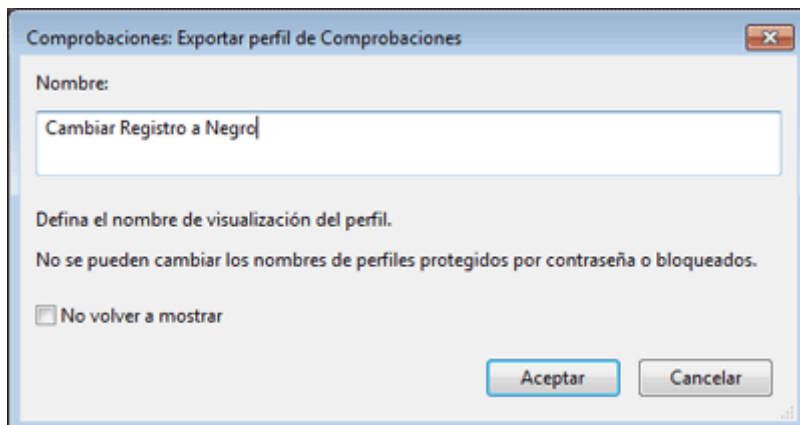 Comprobaciones: Exportar perfil de Comprobaciones
Nombre:
Cambiar Registro a Negro
Defina el nombre de visualización del perfil.
No se pueden cambiar los nombres de perfiles protegidos por contraseña o bloqueados.
No volver a mostrar
Aceptar Cancelar